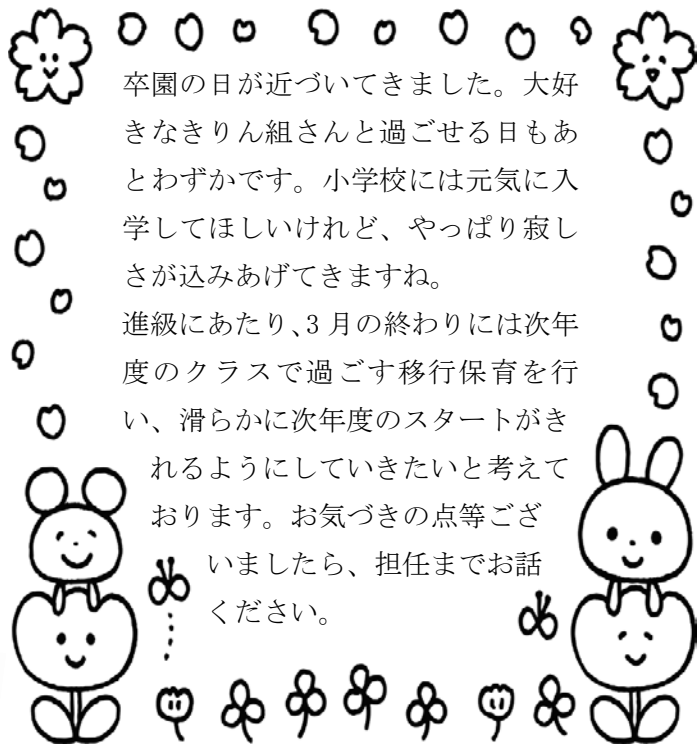 卒園の日が近づいてきました。大好
きなきりん組さんと過ごせる日もあ
とわずかです。小学校には元気に入
学してほしいけれど、やっぱり寂し
さが込みあげてきますね。
進級にあたり、3 月の終わりには次年
度のクラスで過ごす移行保育を行
い、滑らかに次年度のスタートがき
れるようにしていきたいと考えて
おります。お気づきの点等ござ
いましたら、担任までお話
ください。